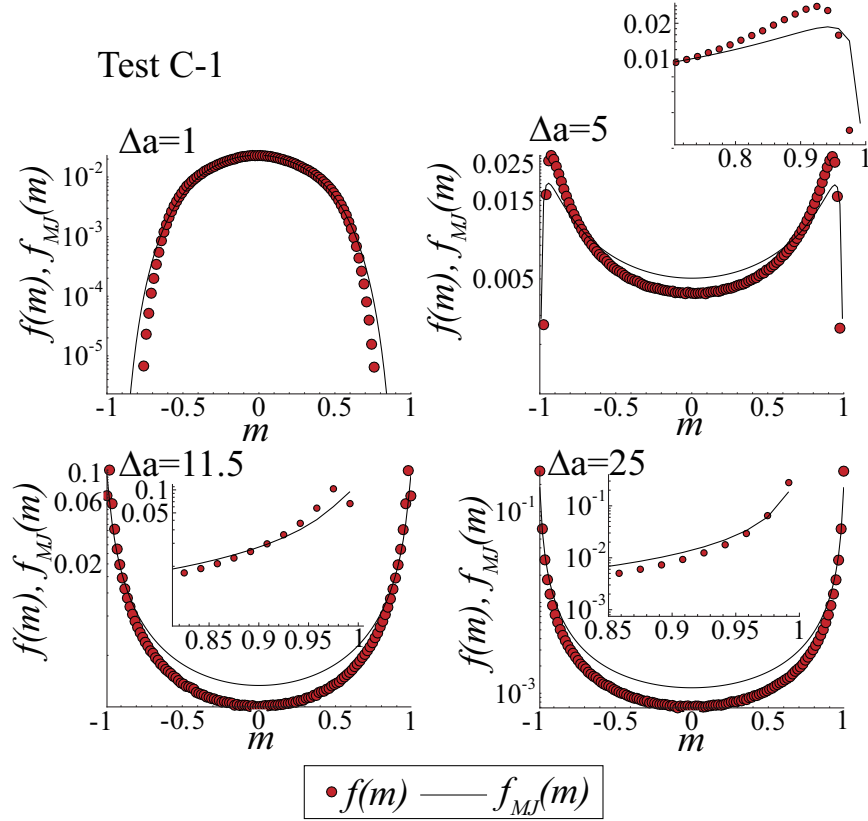 Test C-1
0.02
0.01
0.8 0.9 1
Δa=1
10⁻²
10⁻³
10⁻⁴
10⁻⁵
f(m), f_MJ(m)
-1 -0.5 0 0.5 1
m
Δa=5
0.025
0.015
0.005
f(m), f_MJ(m)
-1 -0.5 0 0.5 1
m
Δa=11.5
0.1
0.06
0.02
f(m), f_MJ(m)
0.1
0.05
0.85 0.90 0.95 1
-1 -0.5 0 0.5 1
m
Δa=25
10⁻¹
10⁻³
f(m), f_MJ(m)
10⁻¹
10⁻²
10⁻³
0.85 0.9 0.95 1
-1 -0.5 0 0.5 1
m
f(m) f_MJ(m)